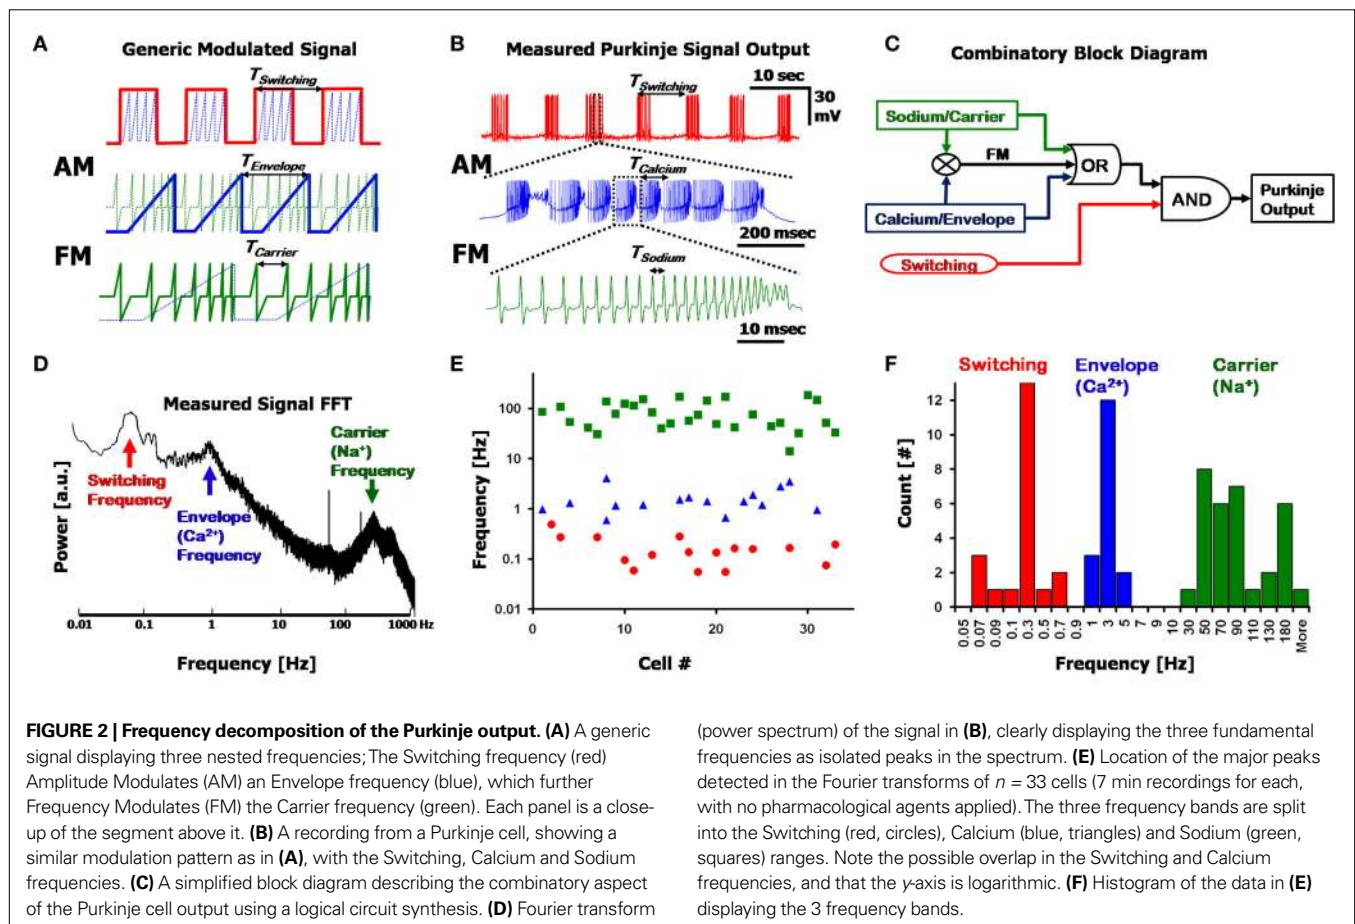 A
Generic Modulated Signal
T Switching
AM
T Envelope
FM
T Carrier
B
Measured Purkinje Signal Output
10 sec
T Switching
30
mV
AM
T Calcium
200 msec
FM
T Sodium
10 msec
C
Combinatory Block Diagram
Sodium/Carrier
FM
OR
Calcium/Envelope
AND
Purkinje
Output
Switching
D
Measured Signal FFT
Carrier
(Na⁺)
Frequency
Switching
Frequency
Envelope
(Ca²⁺)
Frequency
Power [a.u.]
0.01 0.1 1 10 100 1000 Hz
Frequency [Hz]
E
Frequency [Hz]
100
10
1
0.1
0.01
0 10 20 30
Cell #
F
Switching
Envelope
(Ca²⁺)
Carrier
(Na⁺)
Count [#]
12
10
8
6
4
2
0
0.05 0.07 0.09 0.1 0.3 0.5 0.7 0.9 1 3 5 7 9 10 30 50 70 90 110 130 180 More
Frequency [Hz]
FIGURE 2 | Frequency decomposition of the Purkinje output. (A) A generic
signal displaying three nested frequencies; The Switching frequency (red)
Amplitude Modulates (AM) an Envelope frequency (blue), which further
Frequency Modulates (FM) the Carrier frequency (green). Each panel is a close-
up of the segment above it. (B) A recording from a Purkinje cell, showing a
similar modulation pattern as in (A), with the Switching, Calcium and Sodium
frequencies. (C) A simplified block diagram describing the combinatory aspect
of the Purkinje cell output using a logical circuit synthesis. (D) Fourier transform
(power spectrum) of the signal in (B), clearly displaying the three fundamental
frequencies as isolated peaks in the spectrum. (E) Location of the major peaks
detected in the Fourier transforms of n = 33 cells (7 min recordings for each,
with no pharmacological agents applied). The three frequency bands are split
into the Switching (red, circles), Calcium (blue, triangles) and Sodium (green,
squares) ranges. Note the possible overlap in the Switching and Calcium
frequencies, and that the y-axis is logarithmic. (F) Histogram of the data in (E)
displaying the 3 frequency bands.